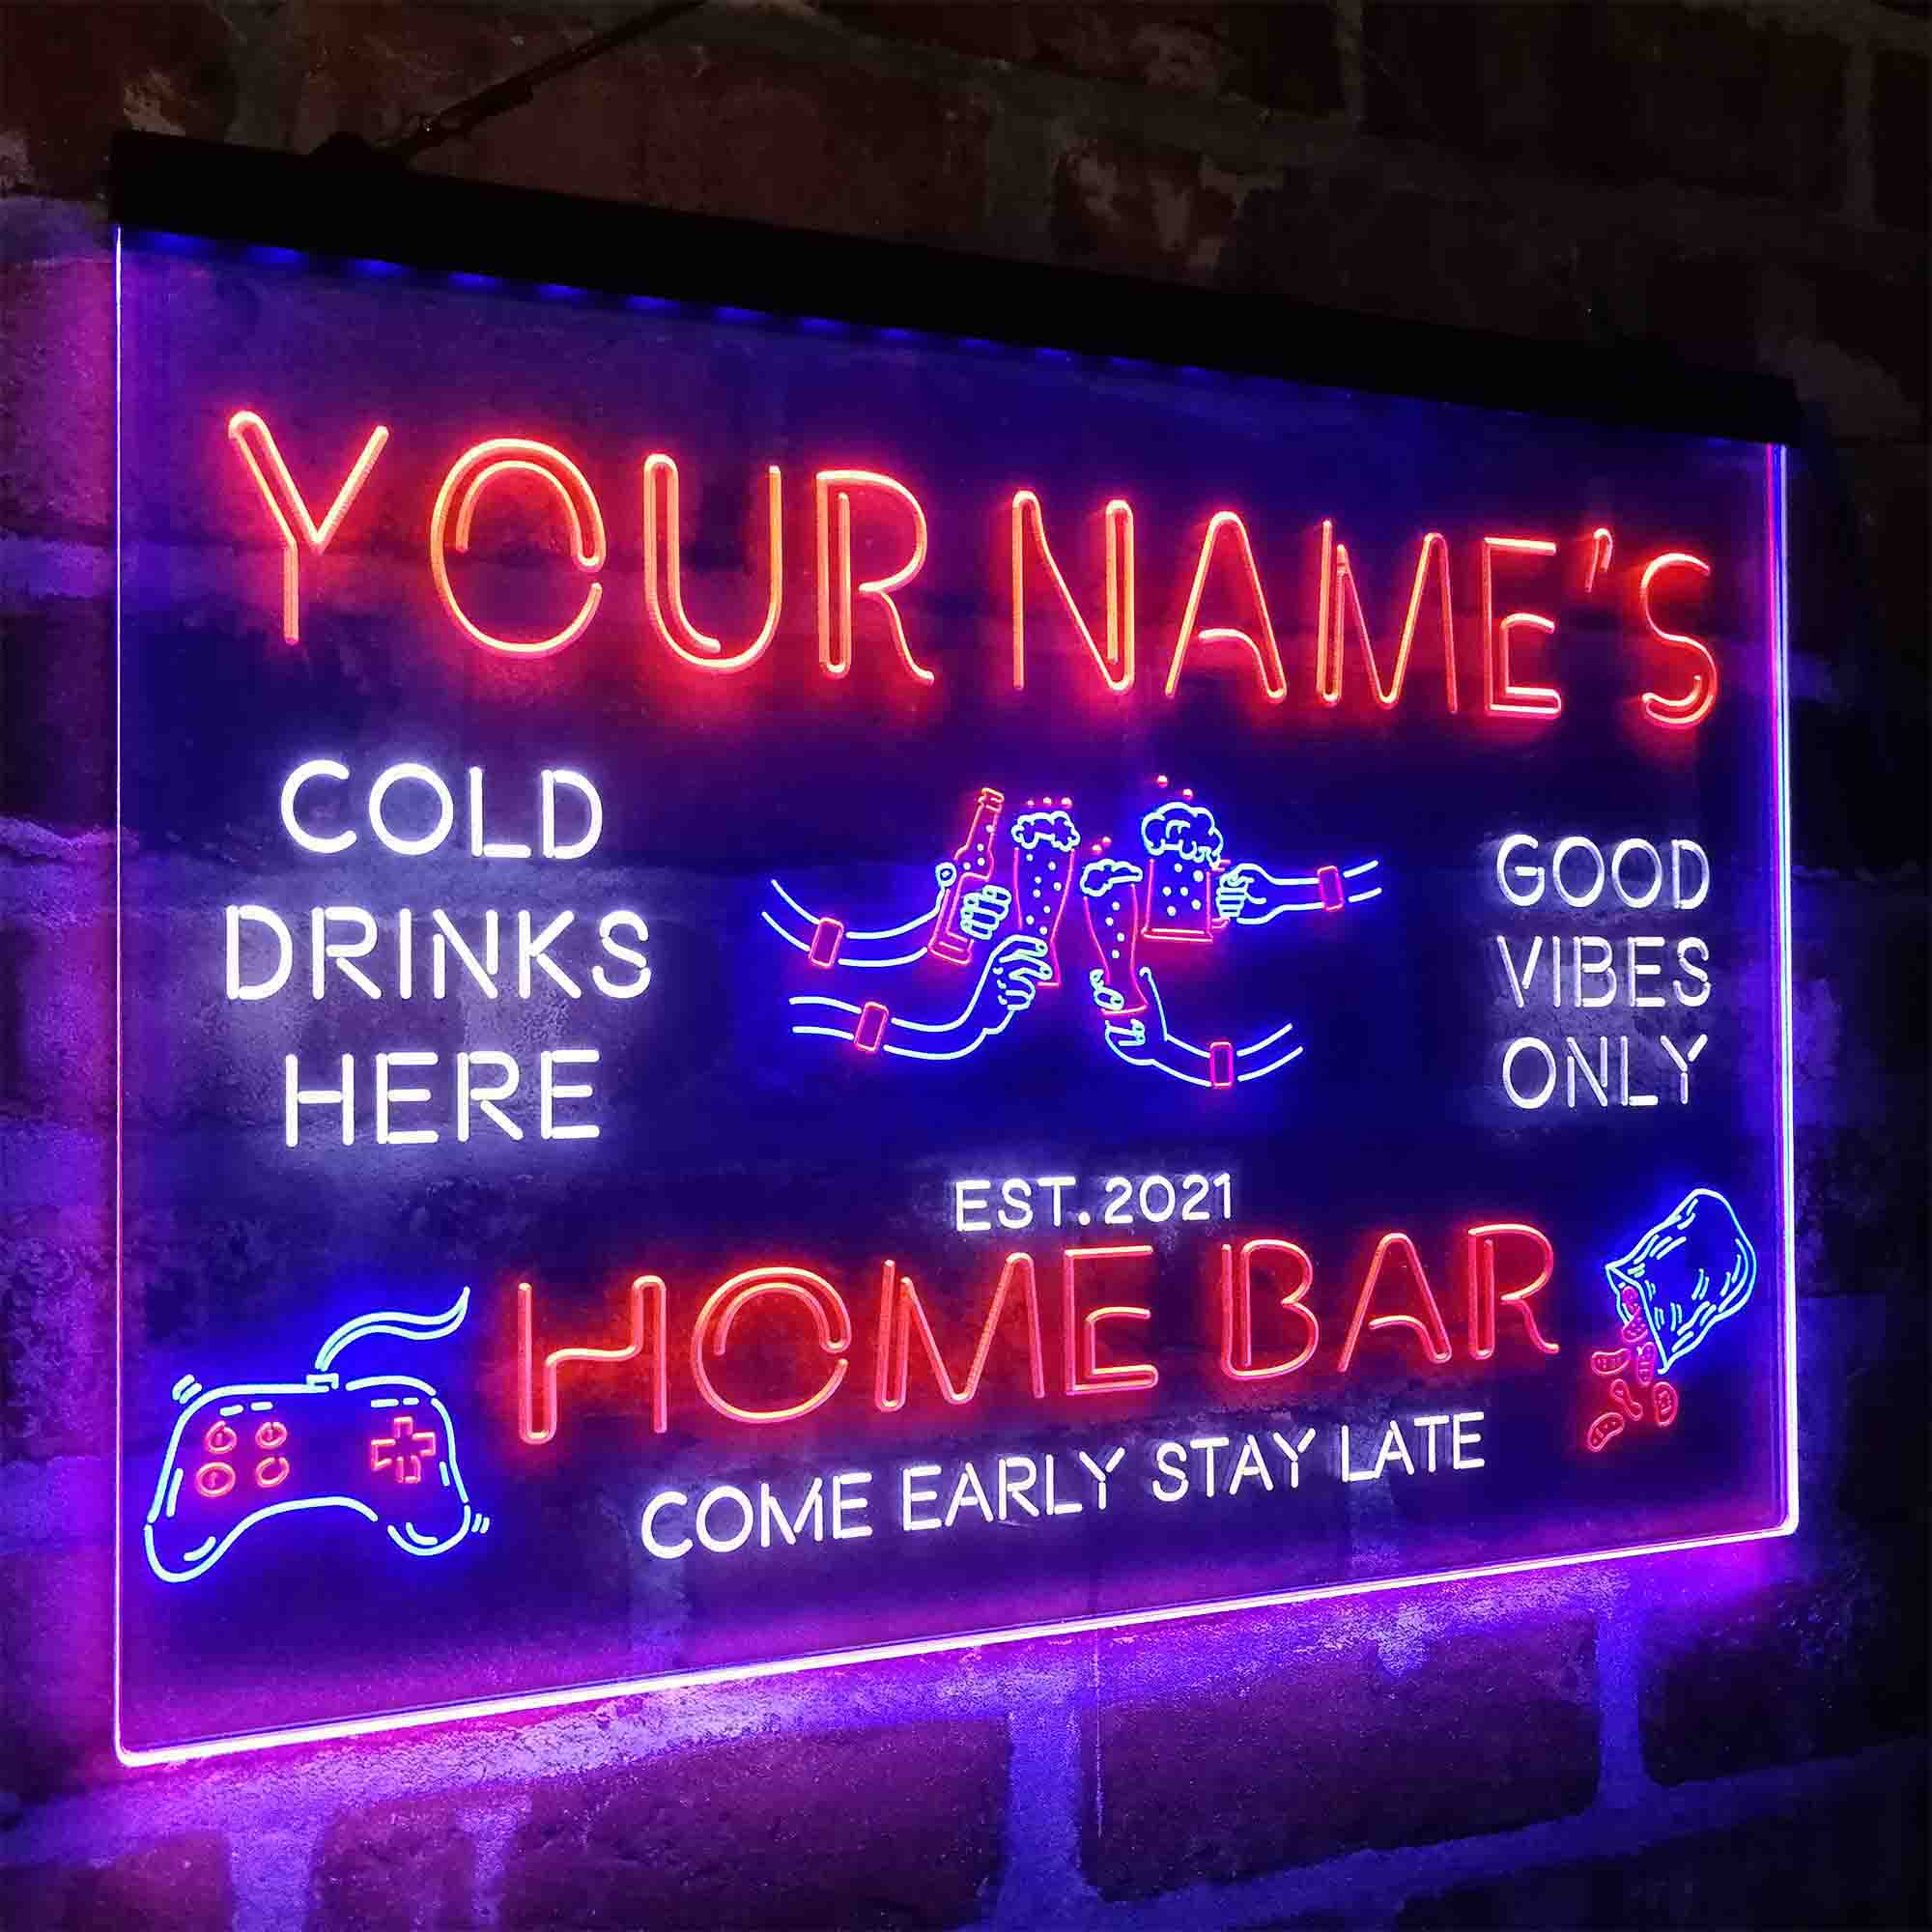 YOUR NAME'S
COLD
DRINKS
HERE
GOOD
VIBES
ONLY
EST.2021
HOME BAR
COME EARLY STAY LATE